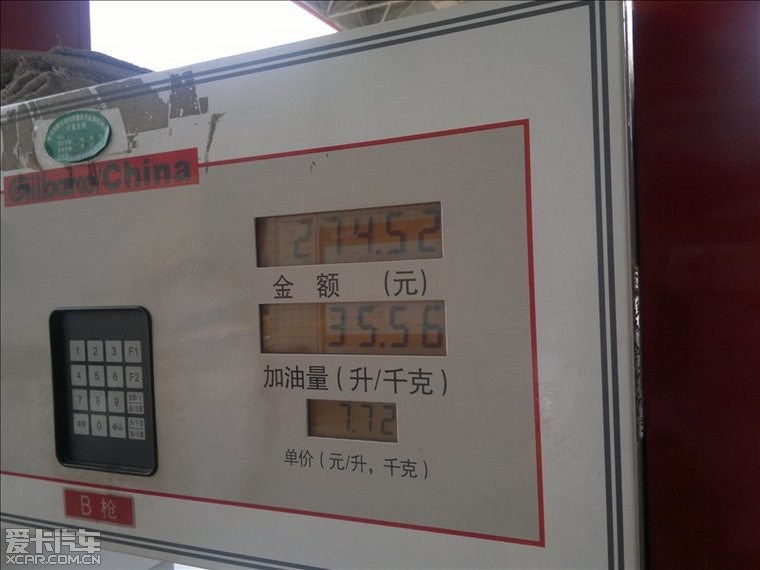 Gilbarco China
274.52
金额 (元)
35.56
加油量(升/千克)
7.72
单价(元/升,千克)
1 2 3 F1
4 5 6 F2
7 8 9
0 确认
B 枪
爱卡汽车
XCAR.COM.CN